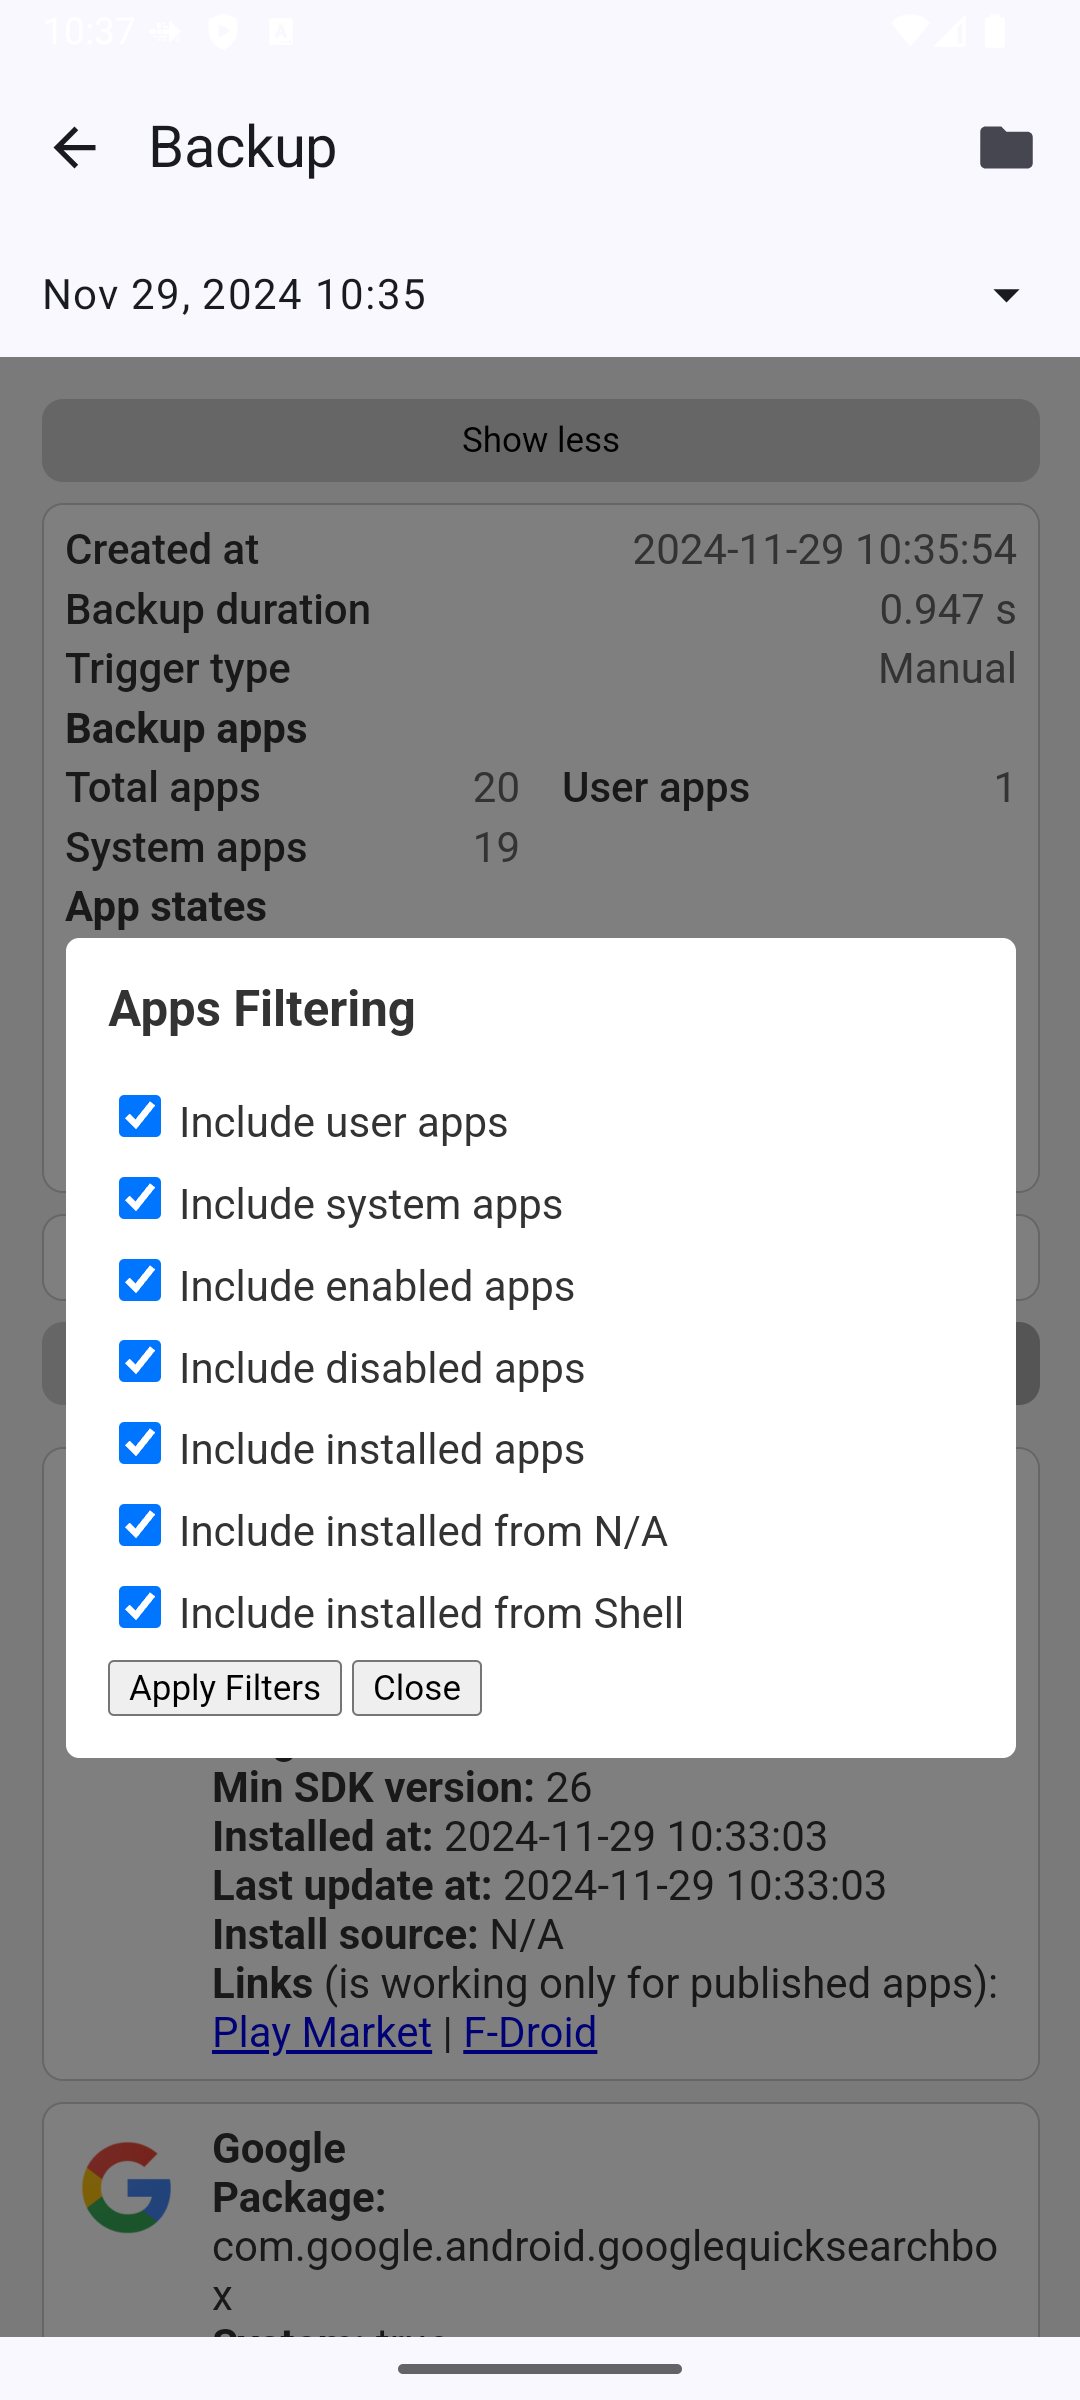 10:37
Backup
Nov 29, 2024 10:35
Show less
Created at 2024-11-29 10:35:54
Backup duration 0.947 s
Trigger type Manual
Backup apps
Total apps 20 User apps 1
System apps 19
App states
Apps Filtering
Include user apps
Include system apps
Include enabled apps
Include disabled apps
Include installed apps
Include installed from N/A
Include installed from Shell
Apply Filters Close
Min SDK version: 26
Installed at: 2024-11-29 10:33:03
Last update at: 2024-11-29 10:33:03
Install source: N/A
Links (is working only for published apps):
Play Market | F-Droid
Google
Package:
com.google.android.googlequicksearchbo
x